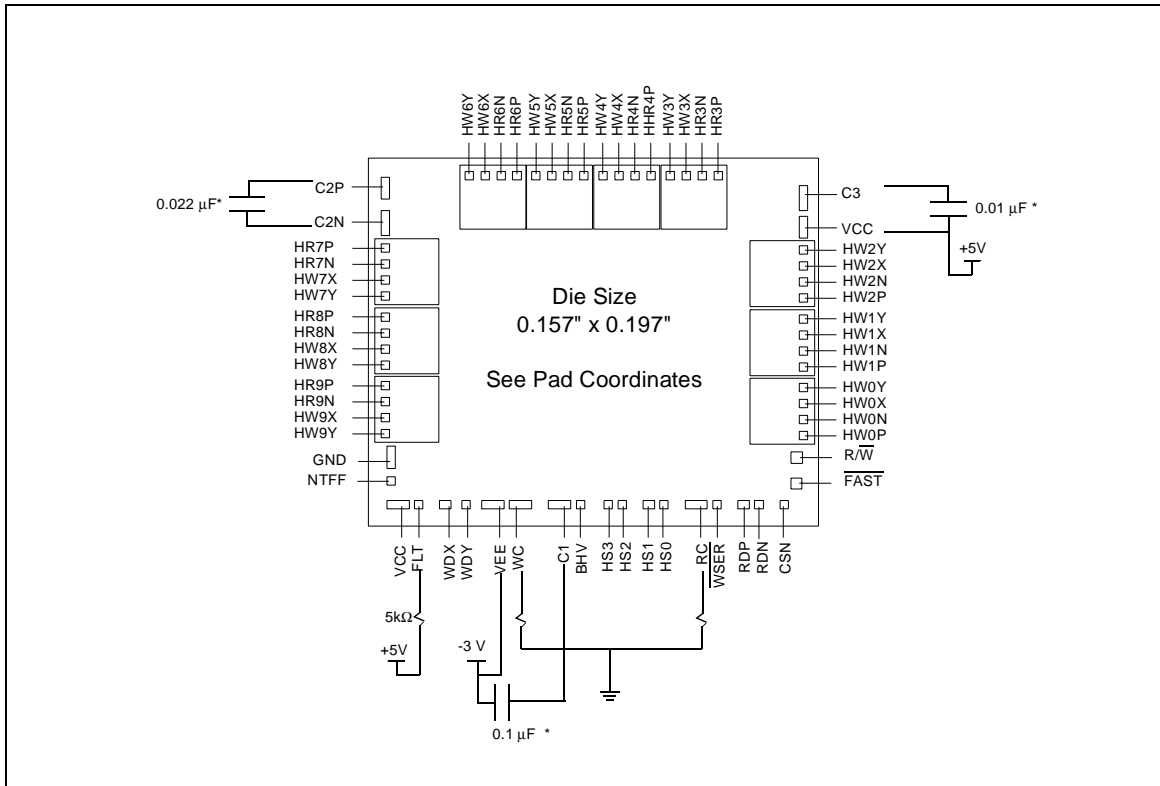 HW6Y
HW6X
HR6N
HR6P
HW5Y
HW5X
HR5N
HR5P
HW4Y
HW4X
HR4N
HHR4P
HW3Y
HW3X
HR3N
HR3P
C2P
0.022 μF*
C2N
HR7P
HR7N
HW7X
HW7Y
HR8P
HR8N
HW8X
HW8Y
HR9P
HR9N
HW9X
HW9Y
GND
NTFF
Die Size
0.157" x 0.197"
See Pad Coordinates
C3
0.01 μF *
VCC
+5V
HW2Y
HW2X
HW2N
HW2P
HW1Y
HW1X
HW1N
HW1P
HW0Y
HW0X
HW0N
HW0P
R/W̅
F̅A̅S̅T̅
VCC
FLT
WDX
WDY
VEE
WC
C1
BHV
HS3
HS2
HS1
HS0
RC
W̅S̅E̅R̅
RDP
RDN
CSN
5kΩ
+5V
-3 V
0.1 μF *